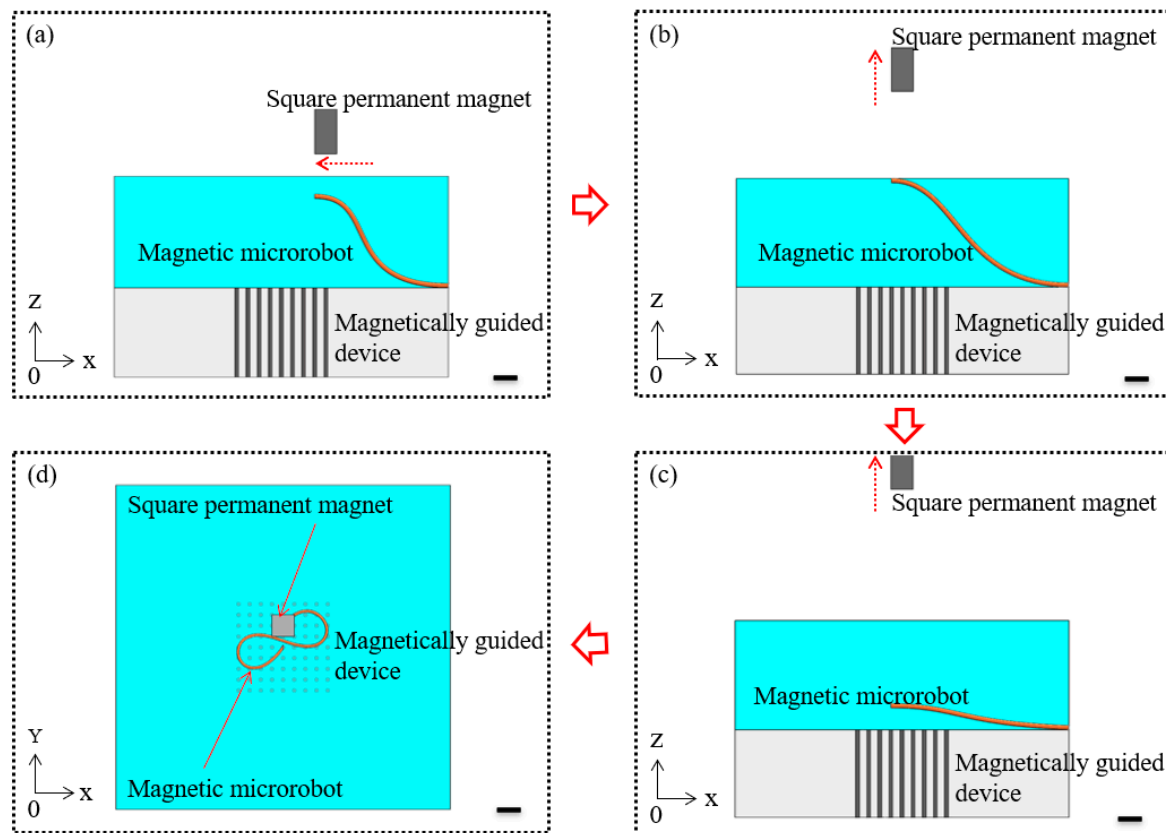 (a)
Square permanent magnet
Magnetic microrobot
Magnetically guided
device
Z
0
x
(b)
Square permanent magnet
Magnetic microrobot
Magnetically guided
device
Z
0
x
(d)
Square permanent magnet
Magnetically guided
device
Magnetic microrobot
Y
0
x
(c)
Square permanent magnet
Magnetic microrobot
Magnetically guided
device
Z
0
x